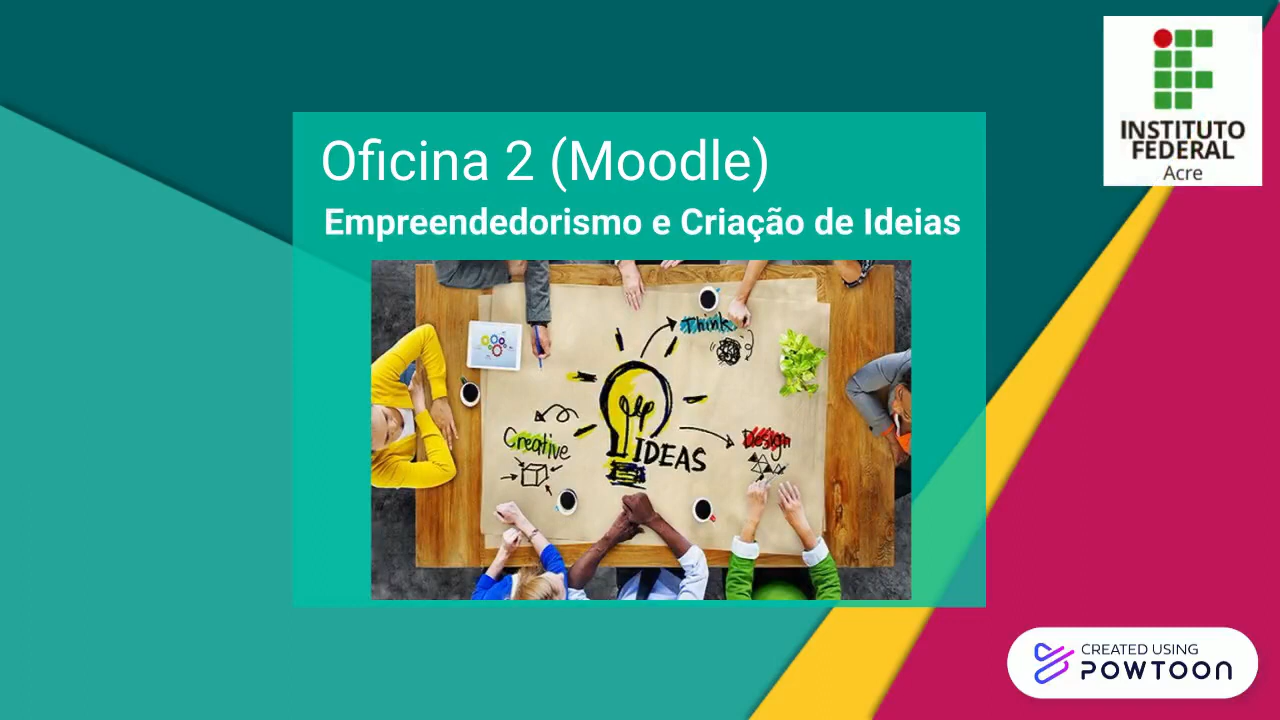 INSTITUTO
FEDERAL
Acre
Oficina 2 (Moodle)
Empreendedorismo e Criação de Ideias
Think
Creative
IDEAS
Design
CREATED USING
POWTOON